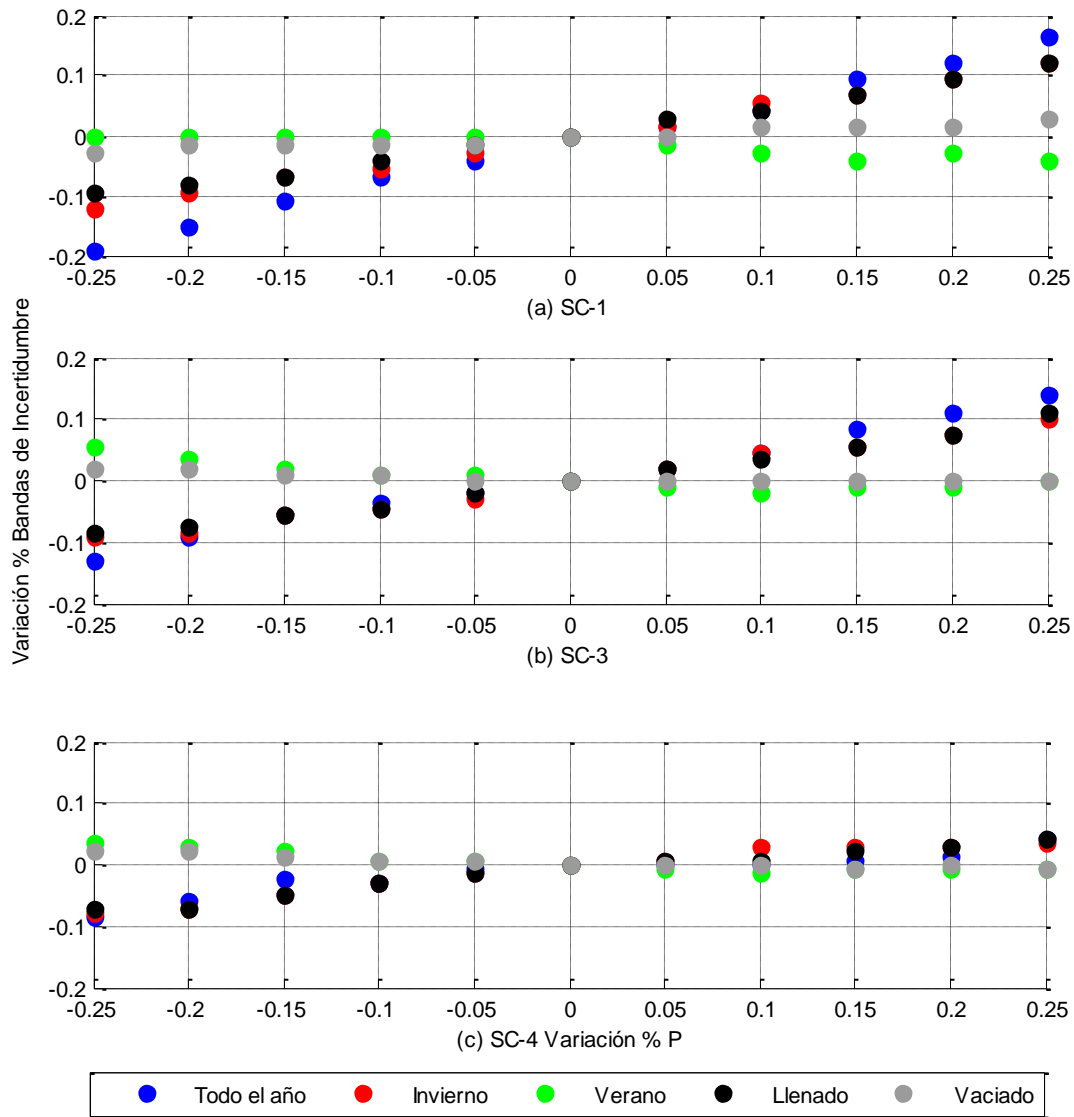 0.2
0.1
0
-0.1
-0.2
-0.25 -0.2 -0.15 -0.1 -0.05 0 0.05 0.1 0.15 0.2 0.25
(a) SC-1
Variación % Bandas de Incertidumbre
0.2
0.1
0
-0.1
-0.2
-0.25 -0.2 -0.15 -0.1 -0.05 0 0.05 0.1 0.15 0.2 0.25
(b) SC-3
0.2
0.1
0
-0.1
-0.2
-0.25 -0.2 -0.15 -0.1 -0.05 0 0.05 0.1 0.15 0.2 0.25
(c) SC-4 Variación % P
Todo el año Invierno Verano Llenado Vaciado